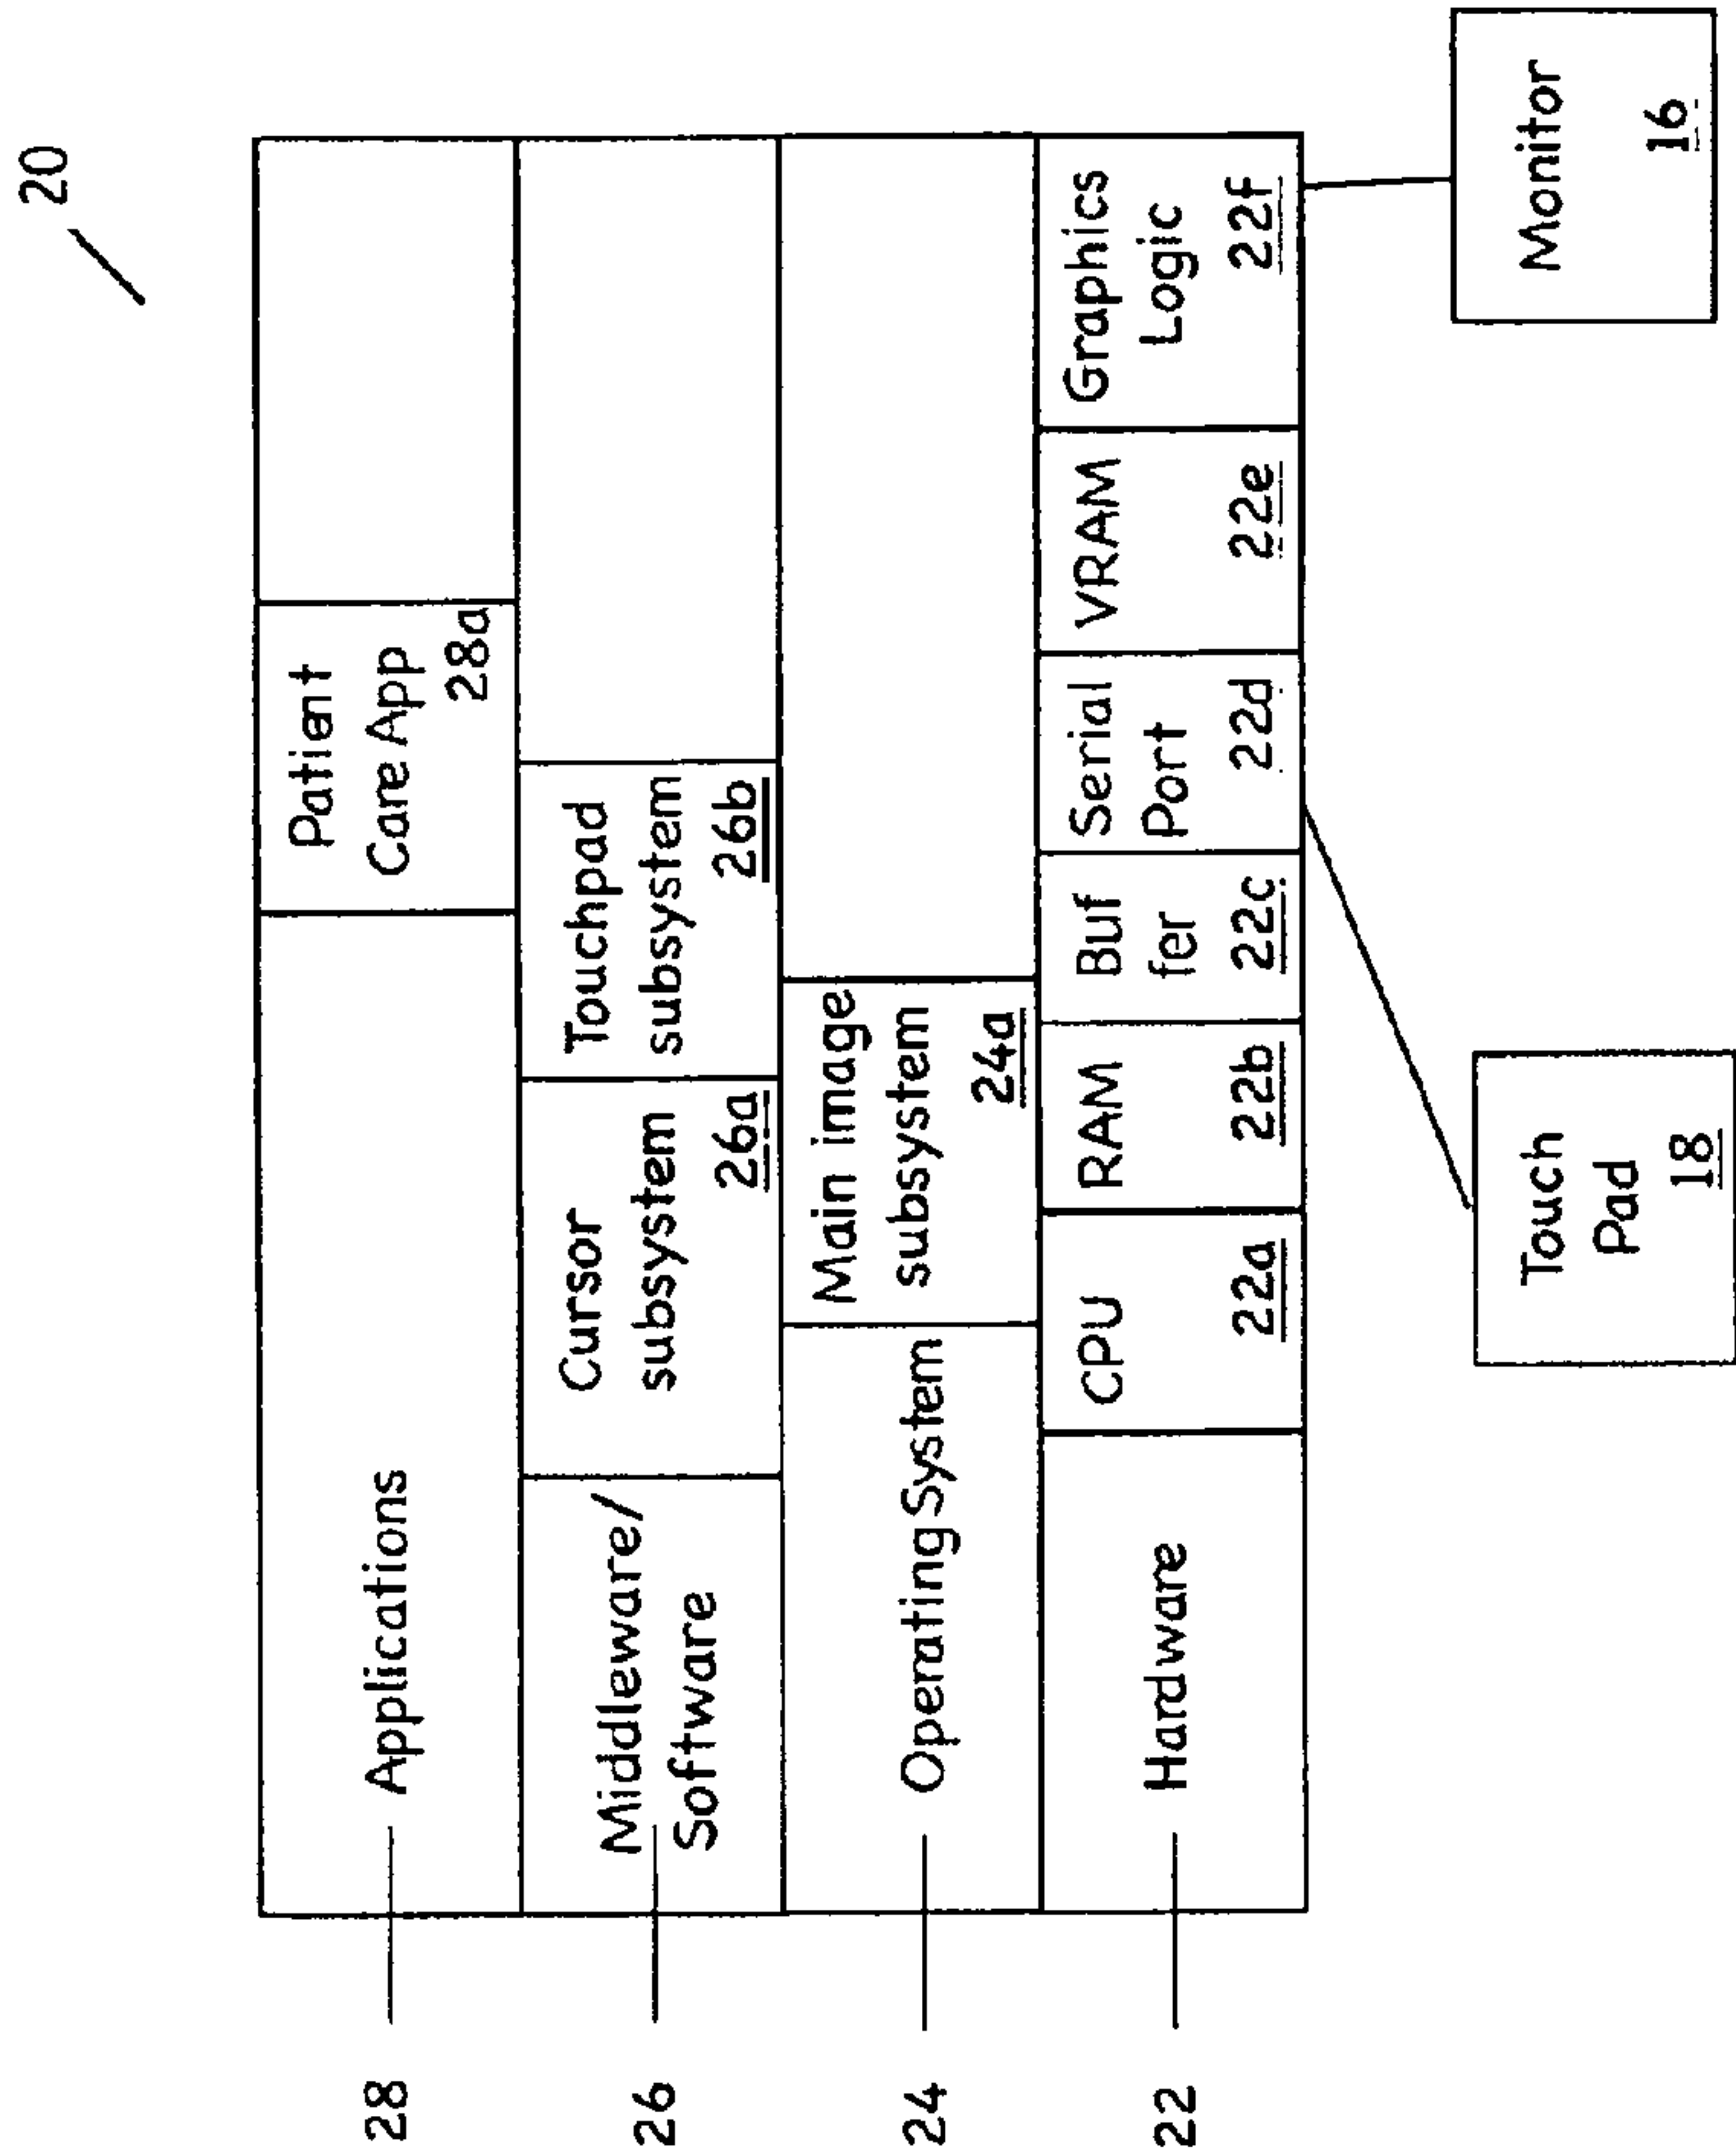 20
28
Applications
Patient
Care App
28a
26
Middleware/
Software
Cursor
subsystem
26a
Touchpad
subsystem
26b
24
Operating System
Main image
subsystem
24a
22
Hardware
CPU
22a
RAM
22b
Buf
fer
22c
Serial
Port
22d
VRAM
22e
Graphics
Logic
22f
Touch
Pad
18
Monitor
16